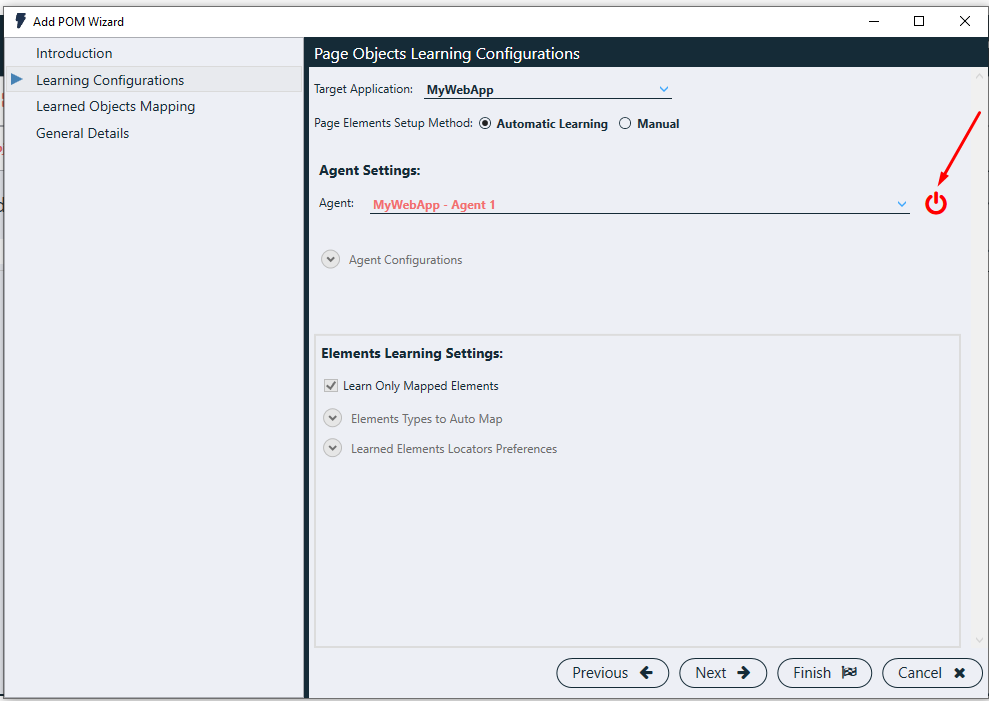 Add POM Wizard
Introduction
Learning Configurations
Learned Objects Mapping
General Details
Page Objects Learning Configurations
Target Application: MyWebApp
Page Elements Setup Method: Automatic Learning Manual
Agent Settings:
Agent: MyWebApp - Agent 1
Agent Configurations
Elements Learning Settings:
Learn Only Mapped Elements
Elements Types to Auto Map
Learned Elements Locators Preferences
Previous Next Finish Cancel